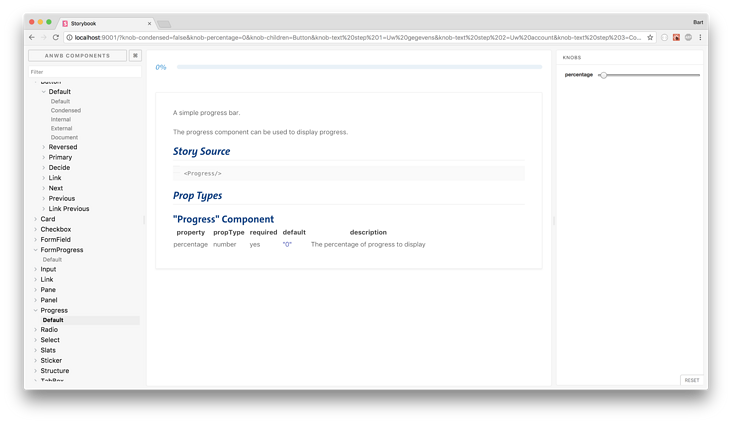 Storybook
Bart
localhost:9001/?knob-condensed=false&knob-percentage=0&knob-children=Button&knob-text%20step%201=Uw%20gegevens&knob-text%20step%202=Uw%20account&knob-text%20step%203=Co...
ANWB COMPONENTS
⌘
Filter
Button
Default
Default
Condensed
Internal
External
Document
Reversed
Primary
Decide
Link
Next
Previous
Link Previous
Card
Checkbox
FormField
FormProgress
Default
Input
Link
Pane
Panel
Progress
Default
Radio
Select
Slats
Sticker
Structure
TabBox
0%
A simple progress bar.
The progress component can be used to display progress.
Story Source
<Progress/>
Prop Types
"Progress" Component
property propType required default description
percentage number yes "0" The percentage of progress to display
KNOBS
percentage
RESET